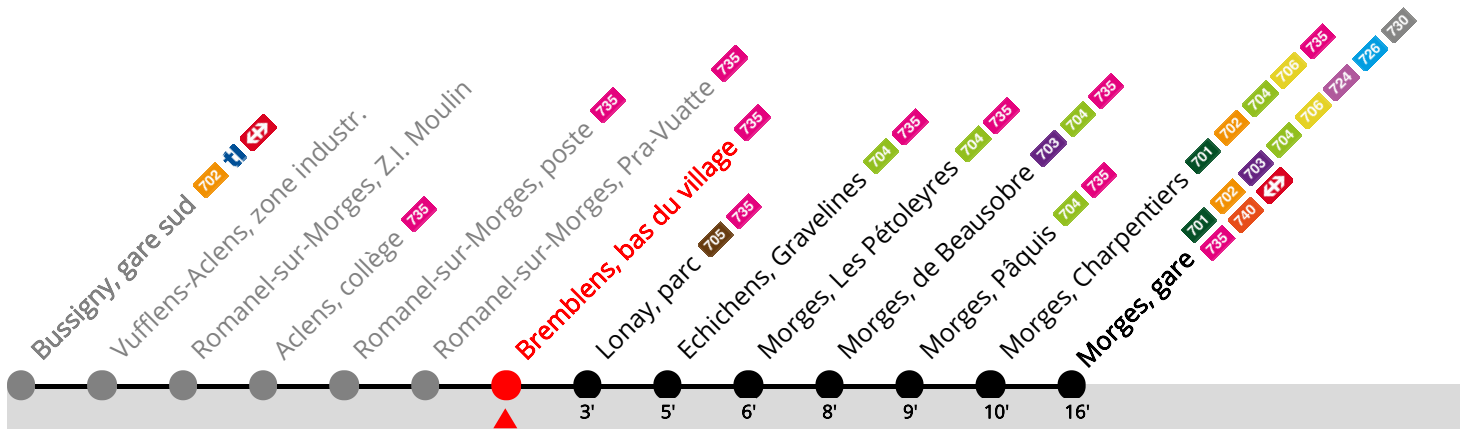 Bussigny, gare sud 702 tl
Vufflens-Aclens, zone industr.
Romanel-sur-Morges, Z.I. Moulin
Aclens, collège 735
Romanel-sur-Morges, poste 735
Romanel-sur-Morges, Pra-Vuatte 735
Bremblens, bas du village 735
Lonay, parc 705 735
Echichens, Gravelines 704 735
Morges, Les Pétoleyres 704 735
Morges, de Beausobre 703 704 735
Morges, Pâquis 704 735
Morges, Charpentiers 701 702 704 706 735
Morges, gare 701 702 703 704 706 724 726 730
735 740
3' 5' 6' 8' 9' 10' 16'